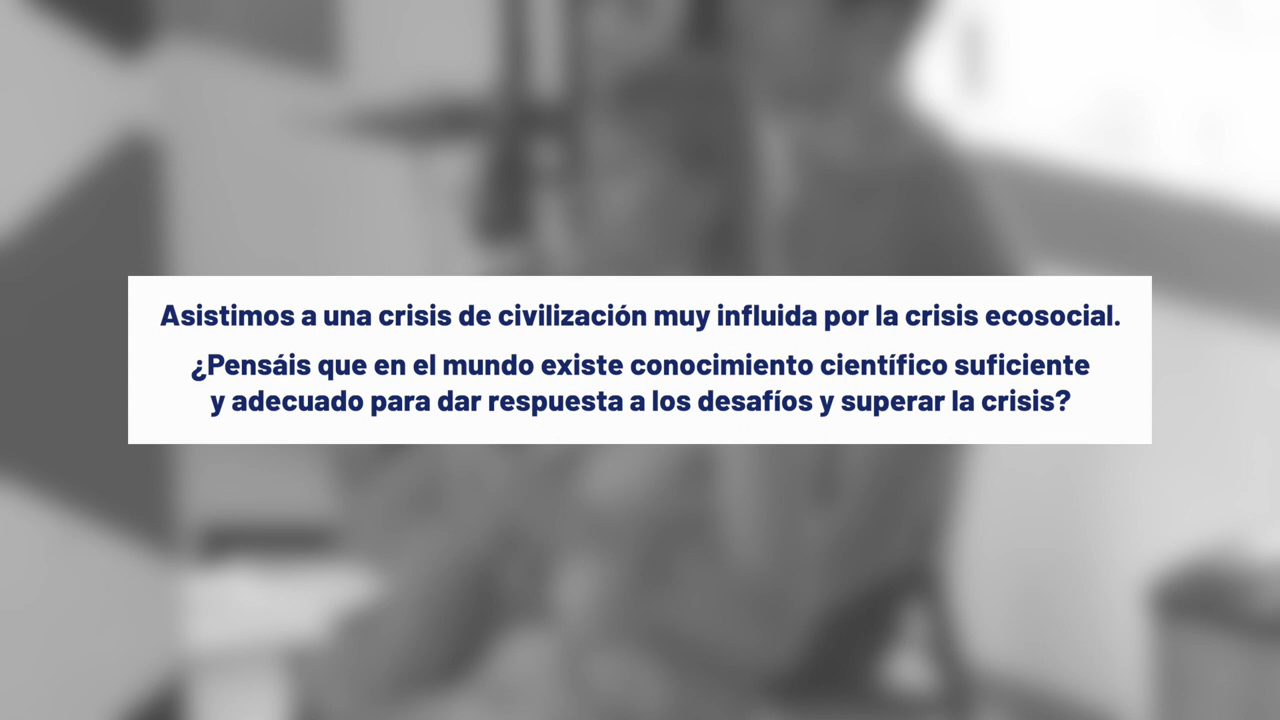 Asistimos a una crisis de civilización muy influida por la crisis ecosocial.
¿Pensáis que en el mundo existe conocimiento científico suficiente
y adecuado para dar respuesta a los desafíos y superar la crisis?